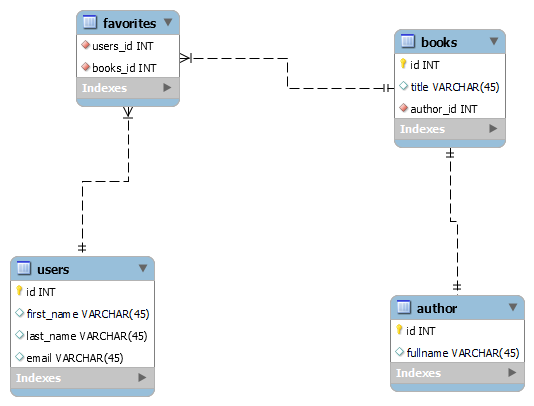 favorites
users_id INT
books_id INT
Indexes
books
id INT
title VARCHAR(45)
author_id INT
Indexes
users
id INT
first_name VARCHAR(45)
last_name VARCHAR(45)
email VARCHAR(45)
Indexes
author
id INT
fullname VARCHAR(45)
Indexes